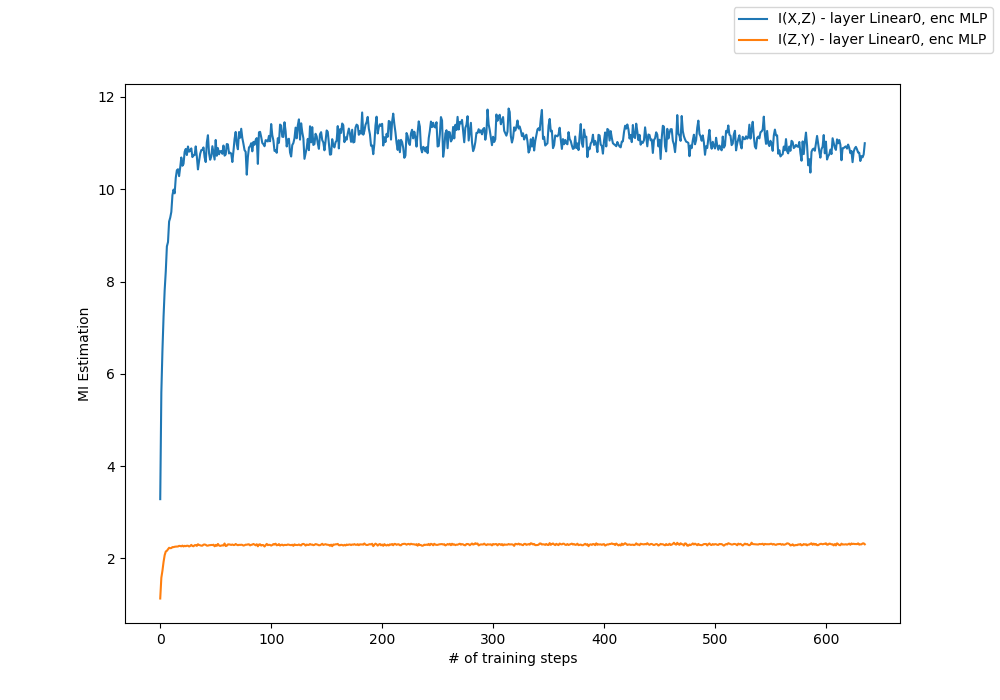 I(X,Z) - layer Linear0, enc MLP
I(Z,Y) - layer Linear0, enc MLP
12
10
8
6
4
2
MI Estimation
0 100 200 300 400 500 600
# of training steps